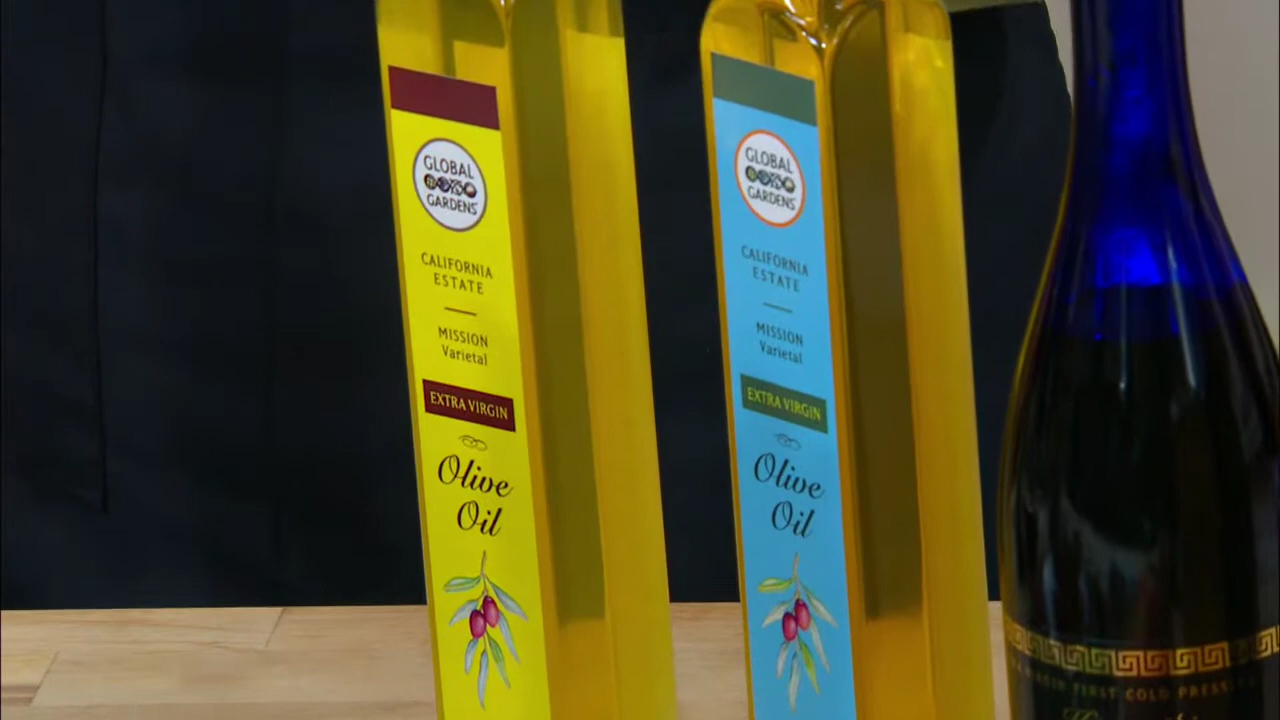 GLOBAL
GARDENS
CALIFORNIA
ESTATE
MISSION
Varietal
EXTRA VIRGIN
Olive
Oil
GLOBAL
GARDENS
CALIFORNIA
ESTATE
MISSION
Varietal
EXTRA VIRGIN
Olive
Oil
FIRST COLD